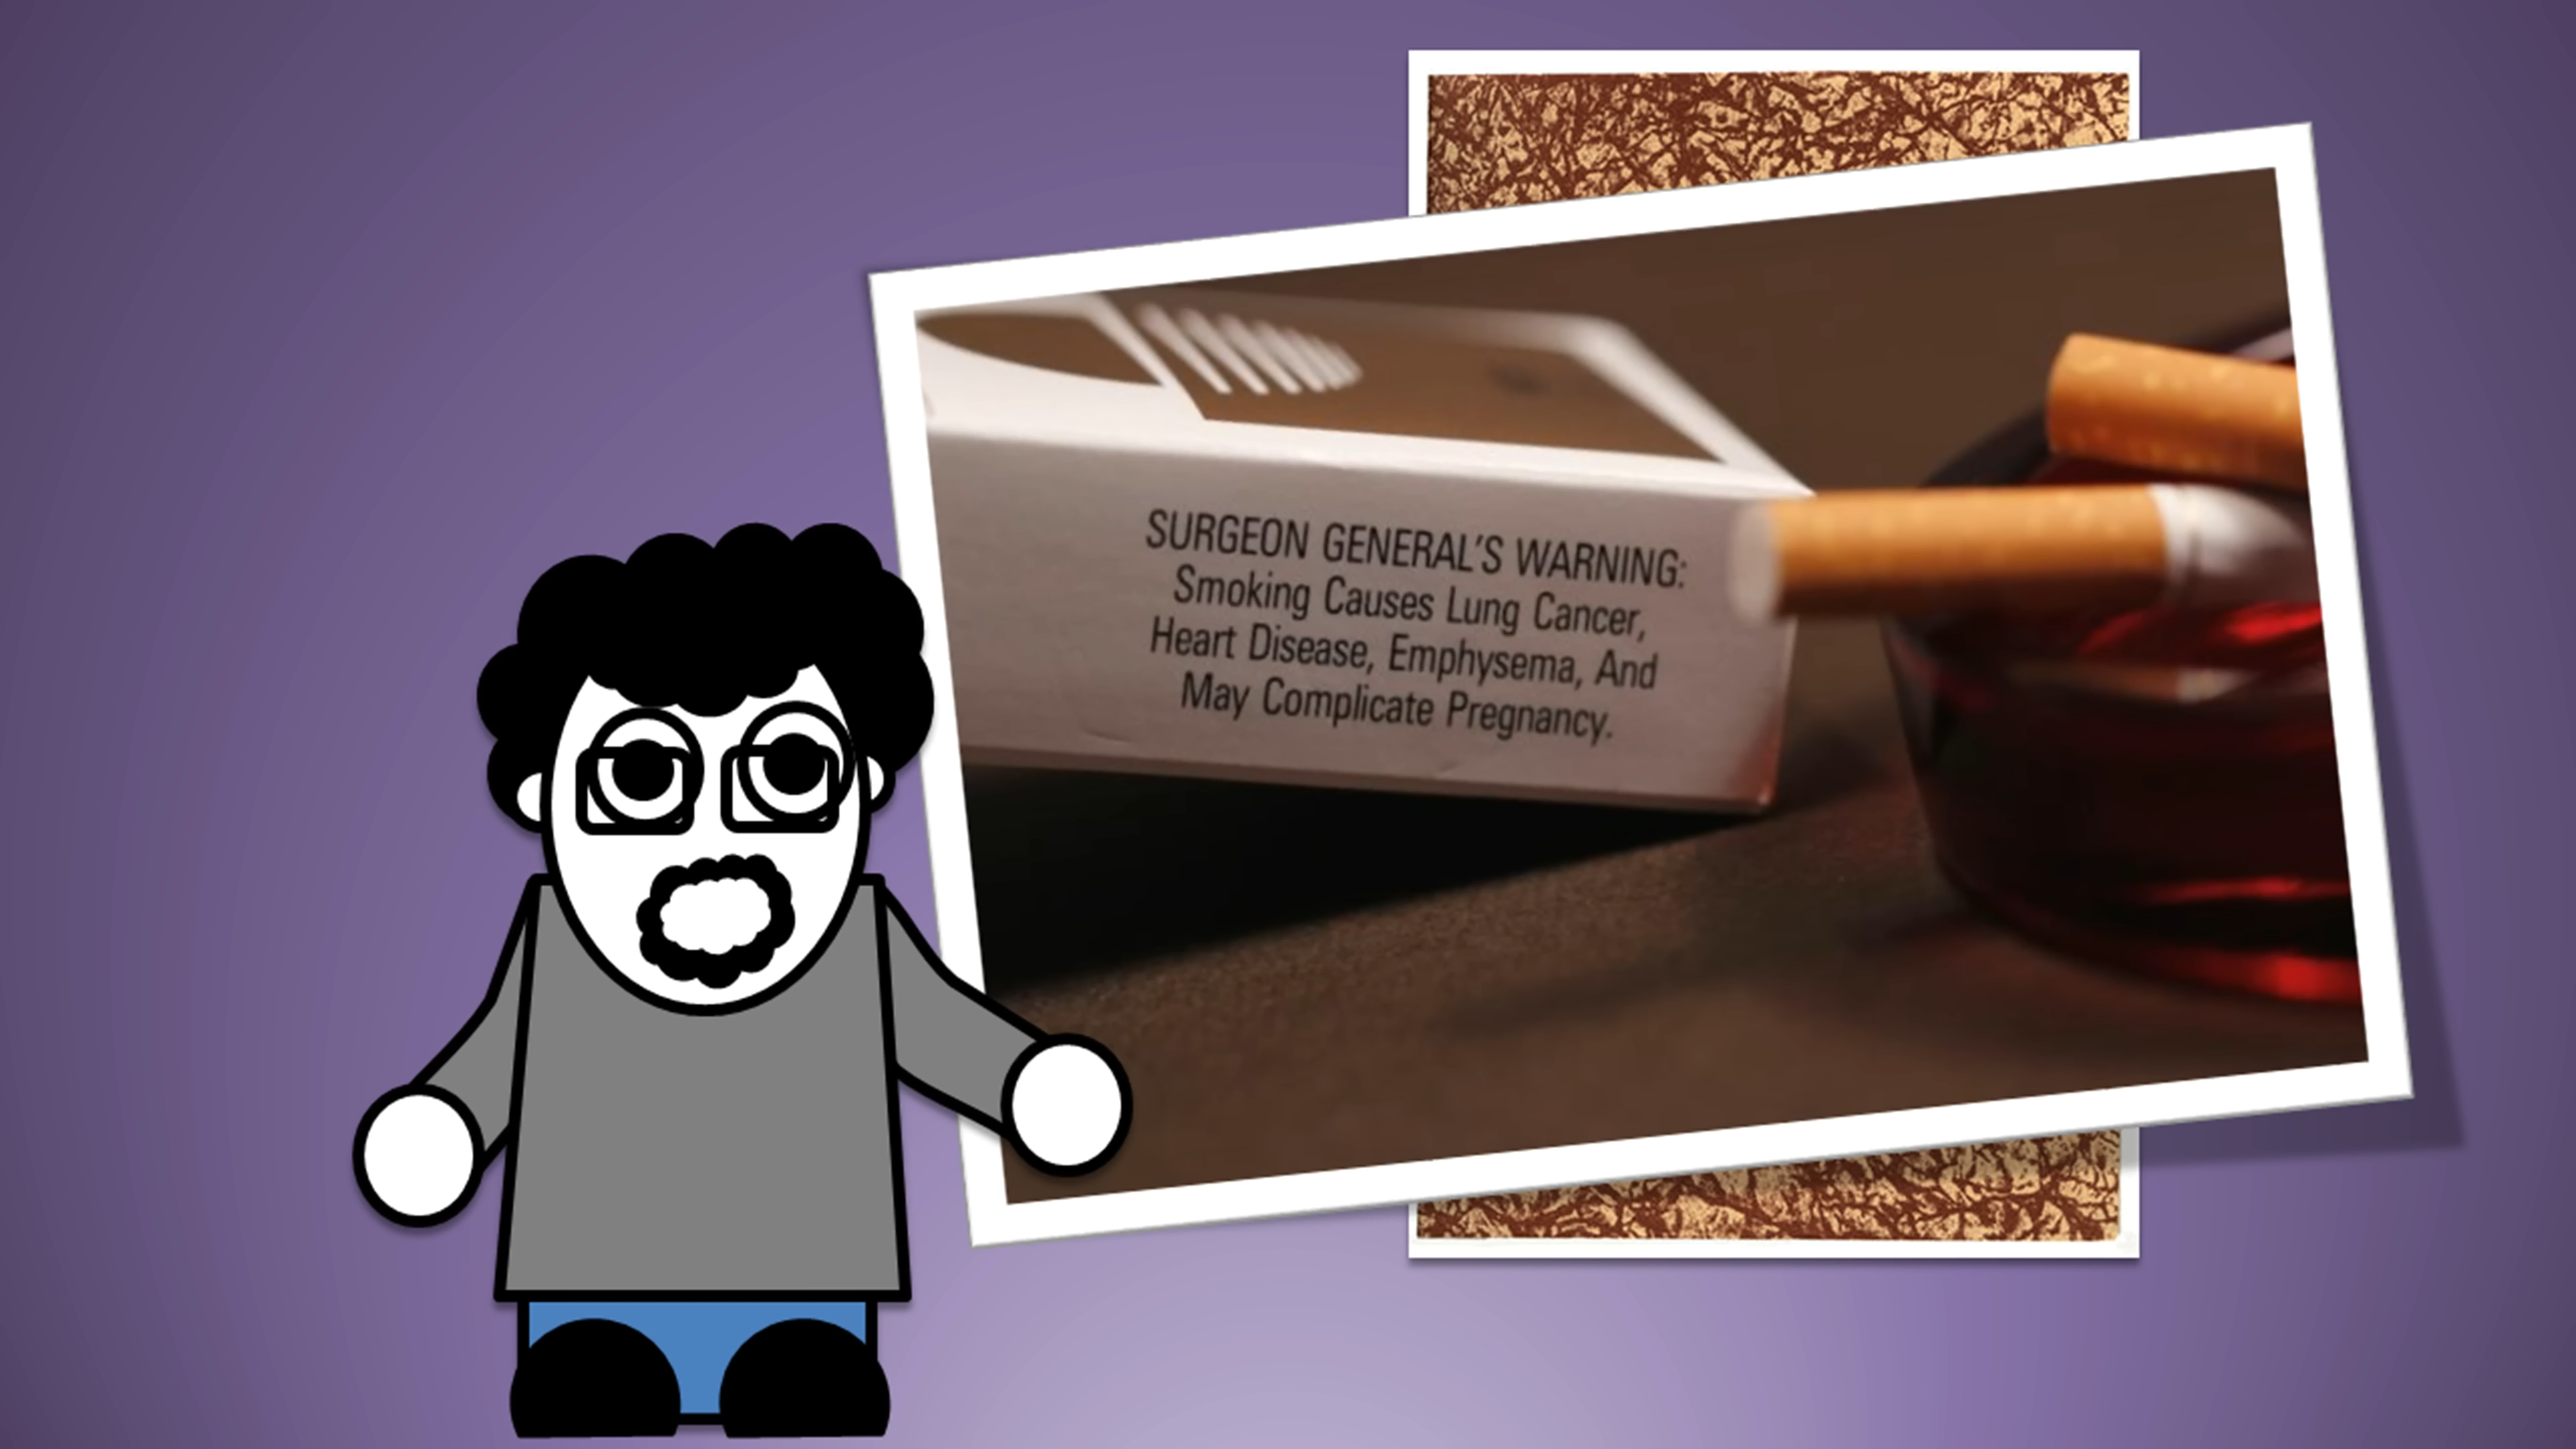 SURGEON GENERAL'S WARNING:
Smoking Causes Lung Cancer,
Heart Disease, Emphysema, And
May Complicate Pregnancy.